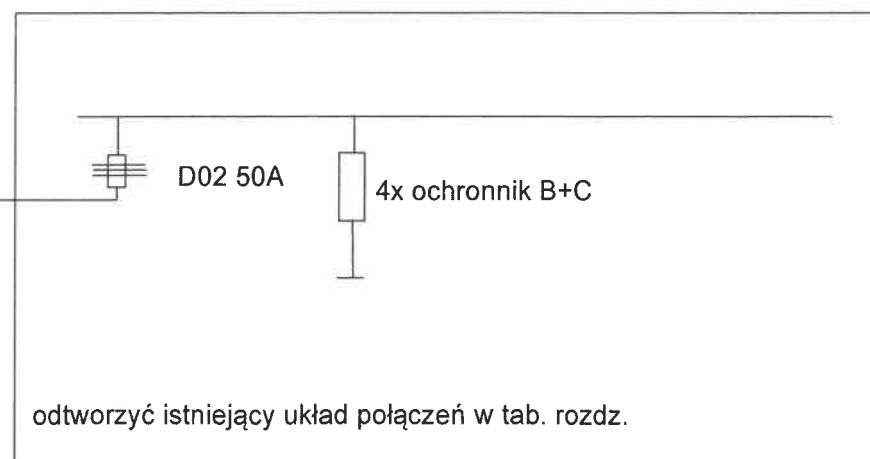 D02 50A
4x ochronnik B+C
odtworzyć istniejący układ połączeń w tab. rozdz.